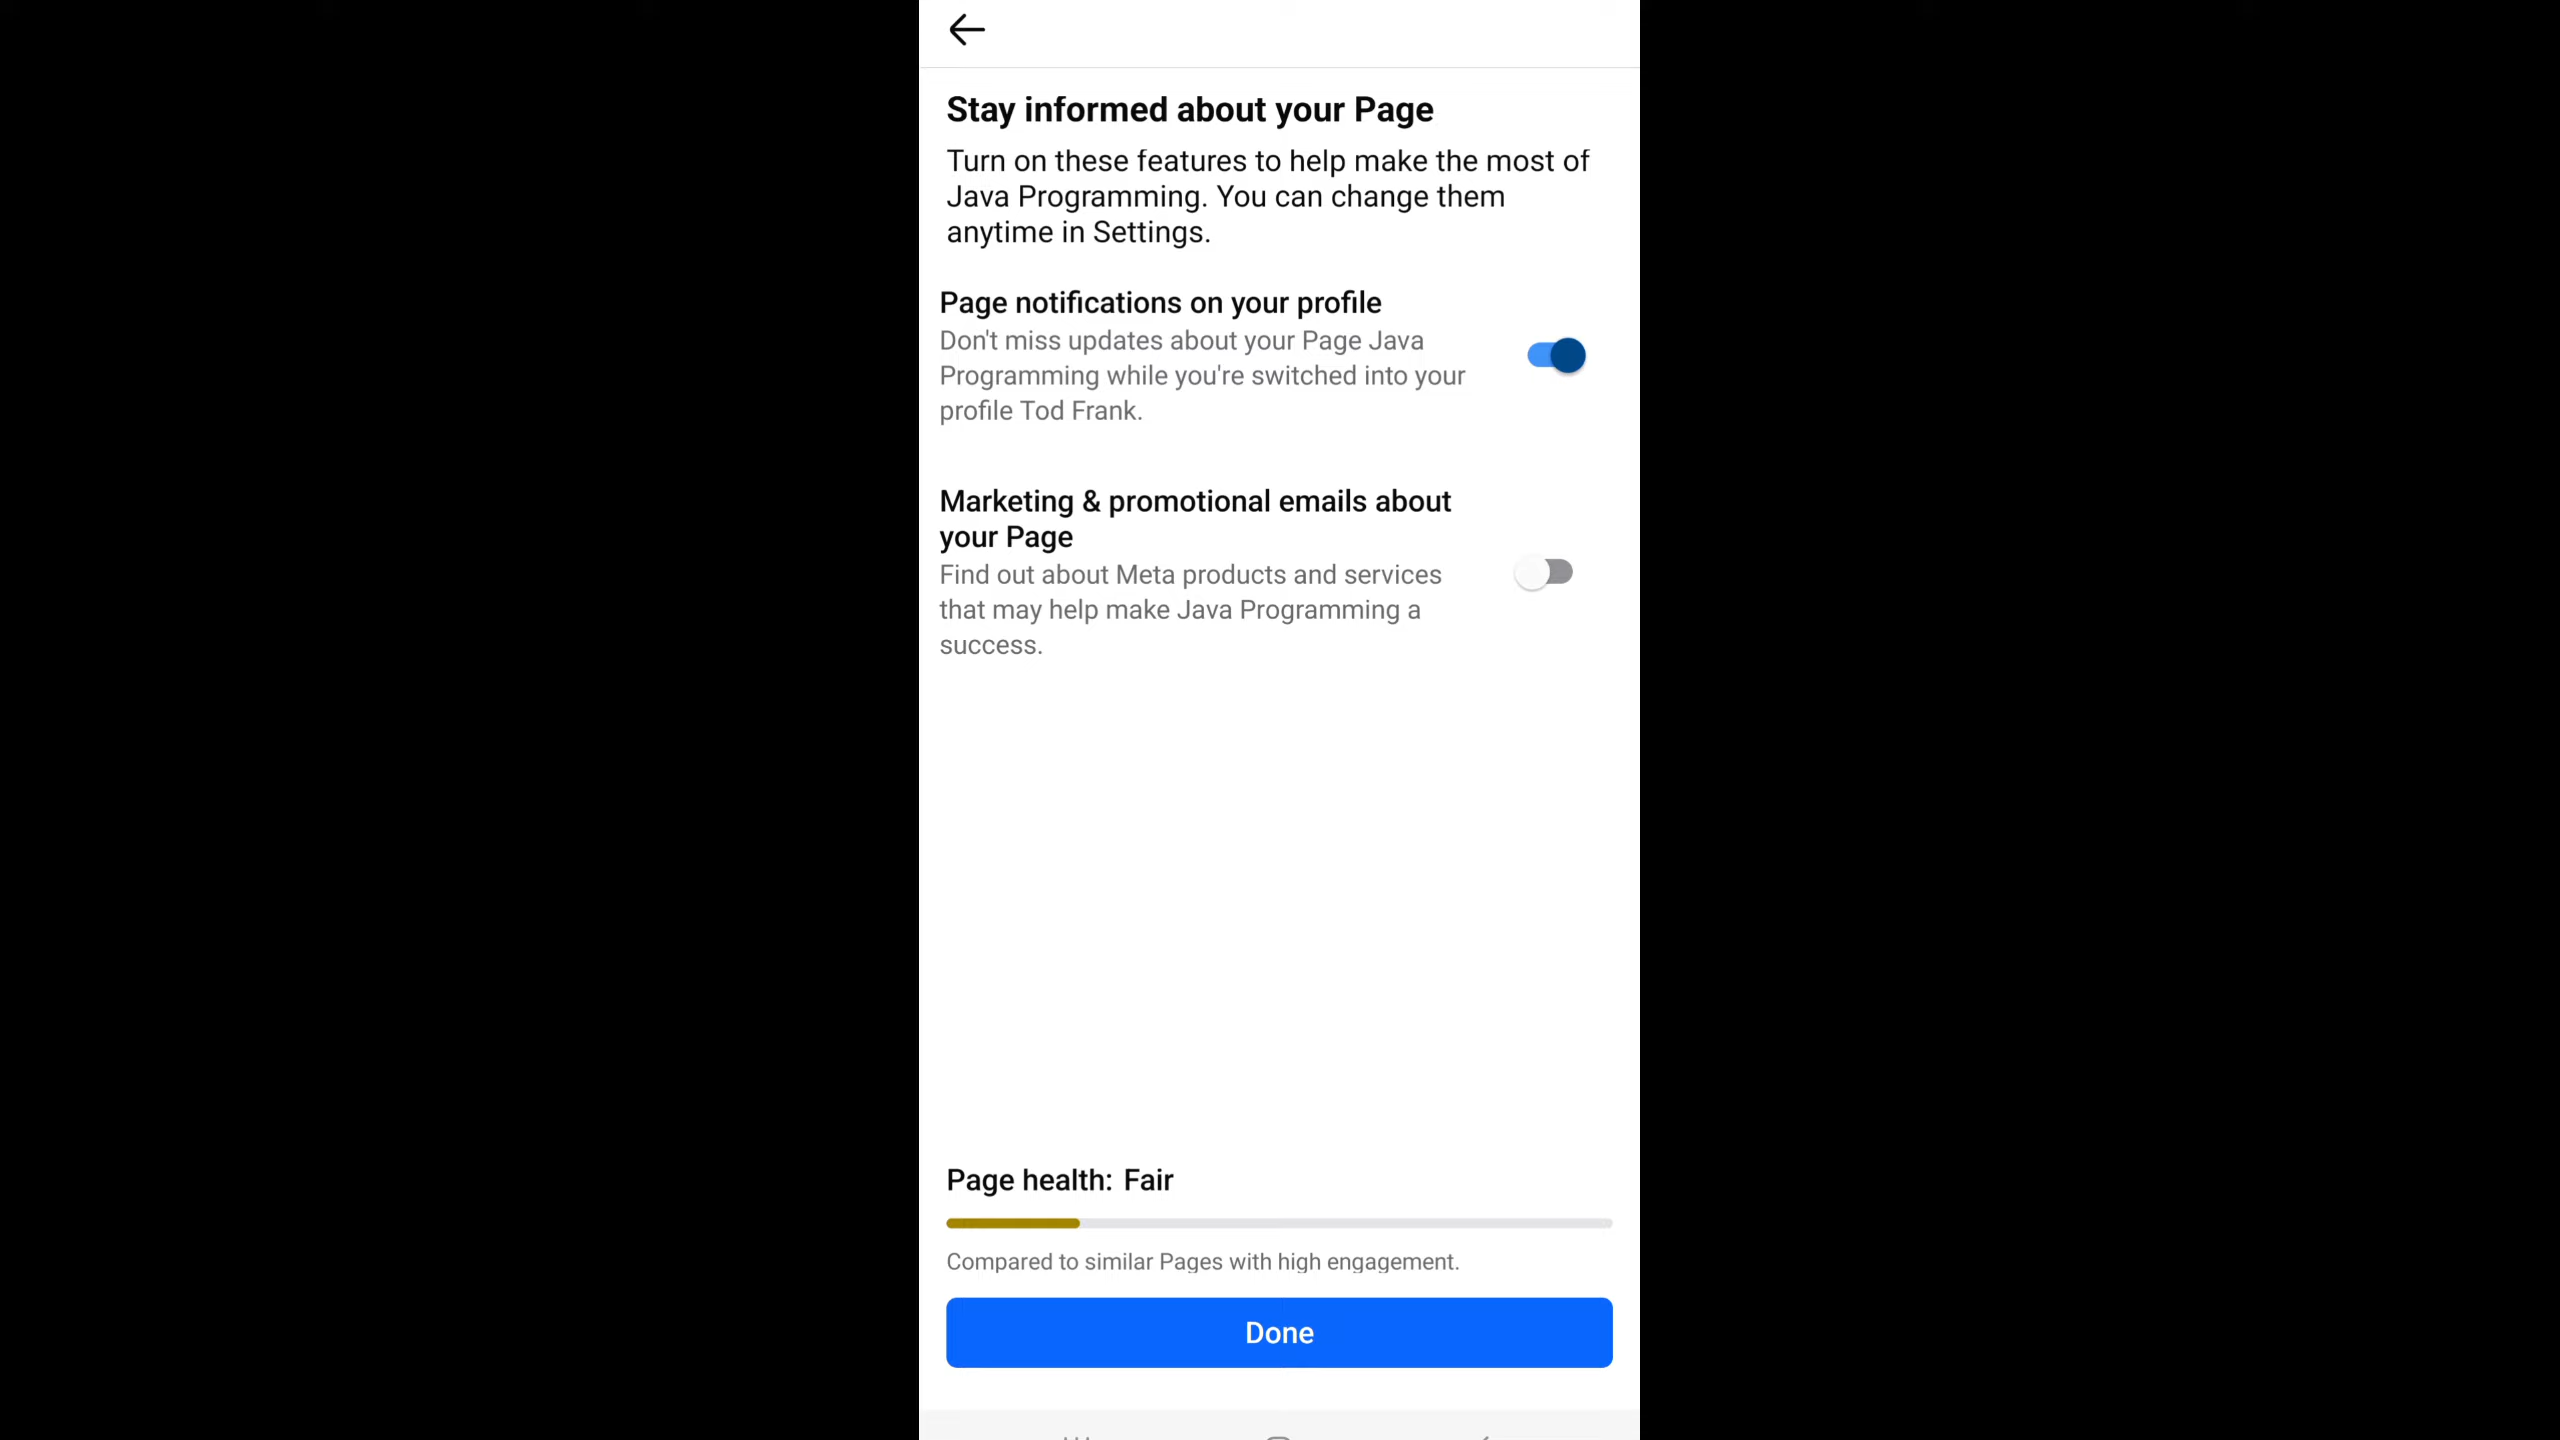 Stay informed about your Page
Turn on these features to help make the most of
Java Programming. You can change them
anytime in Settings.
Page notifications on your profile
Don't miss updates about your Page Java
Programming while you're switched into your
profile Tod Frank.
Marketing & promotional emails about
your Page
Find out about Meta products and services
that may help make Java Programming a
success.
Page health: Fair
Compared to similar Pages with high engagement.
Done